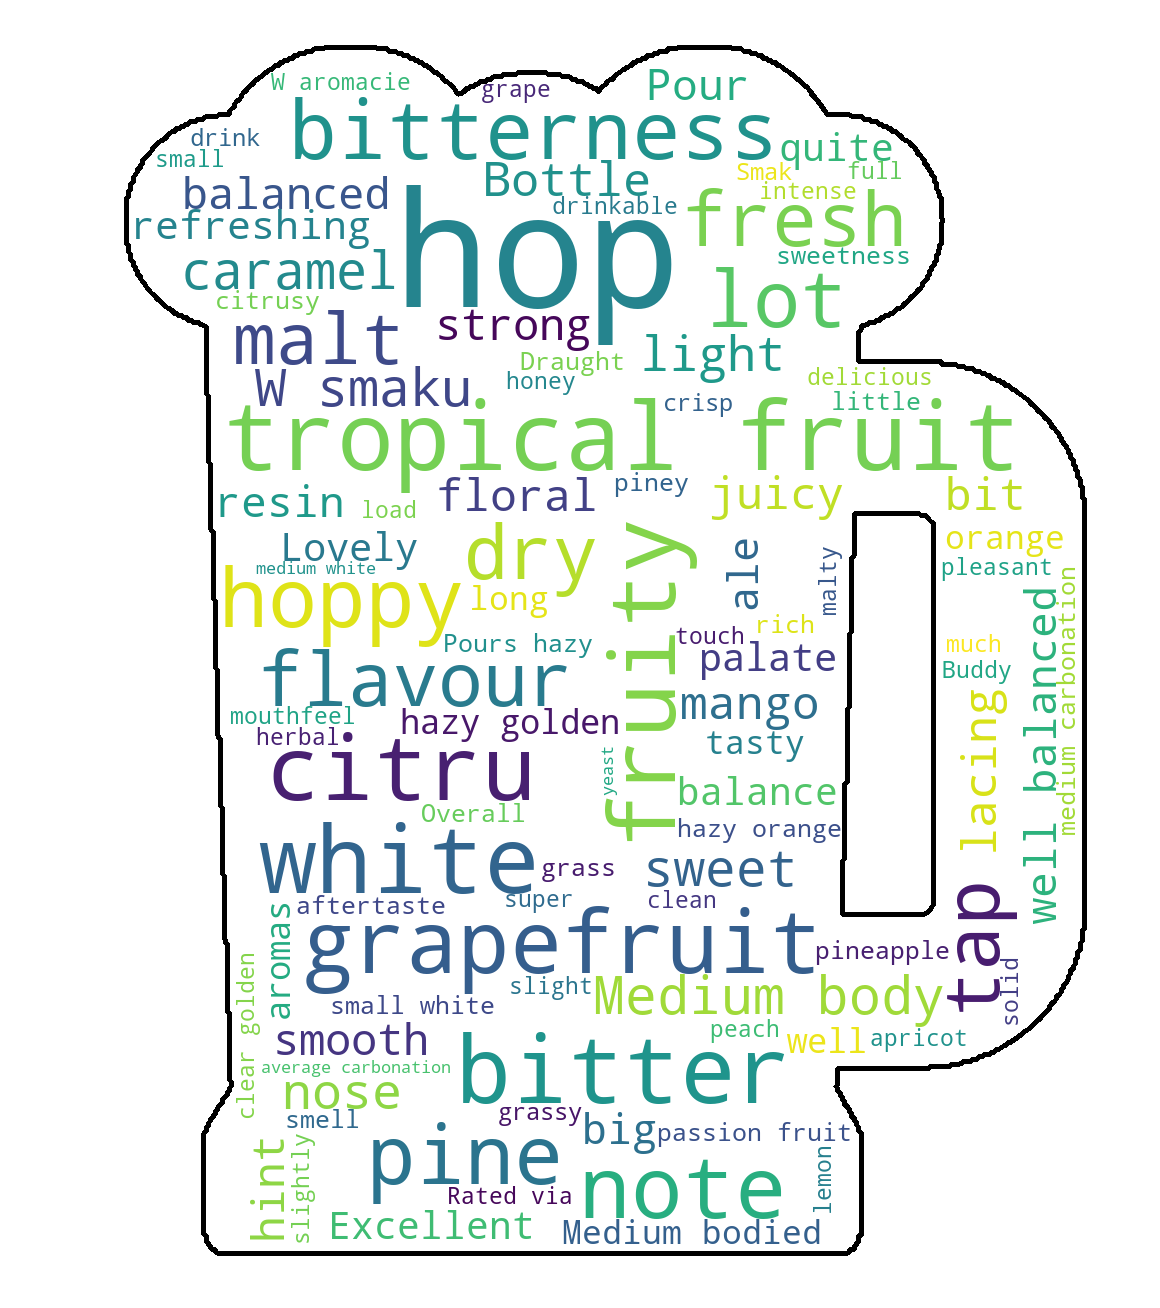 W aromacie
grape
Pour
bitterness
drink
quite
small
Bottle
Smak
full
balanced
intense
hop
drinkable
fresh
refreshing
sweetness
caramel
lot
citrusy
malt
strong
light
Draught
honey
delicious
W smaku
crisp
little
tropical fruit
piney
resin
load
floral
juicy
bit
Lovely
dry
fruity
ale
malty
orange
medium white
pleasant
hoppy
long
well balanced
medium carbonation
Pours hazy
touch
rich
palate
much
Buddy
flavour
mango
lacing
mouthfeel
hazy golden
herbal
tasty
citru
yeast
balance
Overall
hazy orange
white
grass
sweet
super
clean
aftertaste
aromas
grapefruit
pineapple
tap
solid
clear golden
slight
Medium body
small white
smooth
peach
well
apricot
bitter
average carbonation
nose
grassy
smell
big
passion fruit
pine
hint
slightly
lemon
note
Rated via
Excellent
Medium bodied